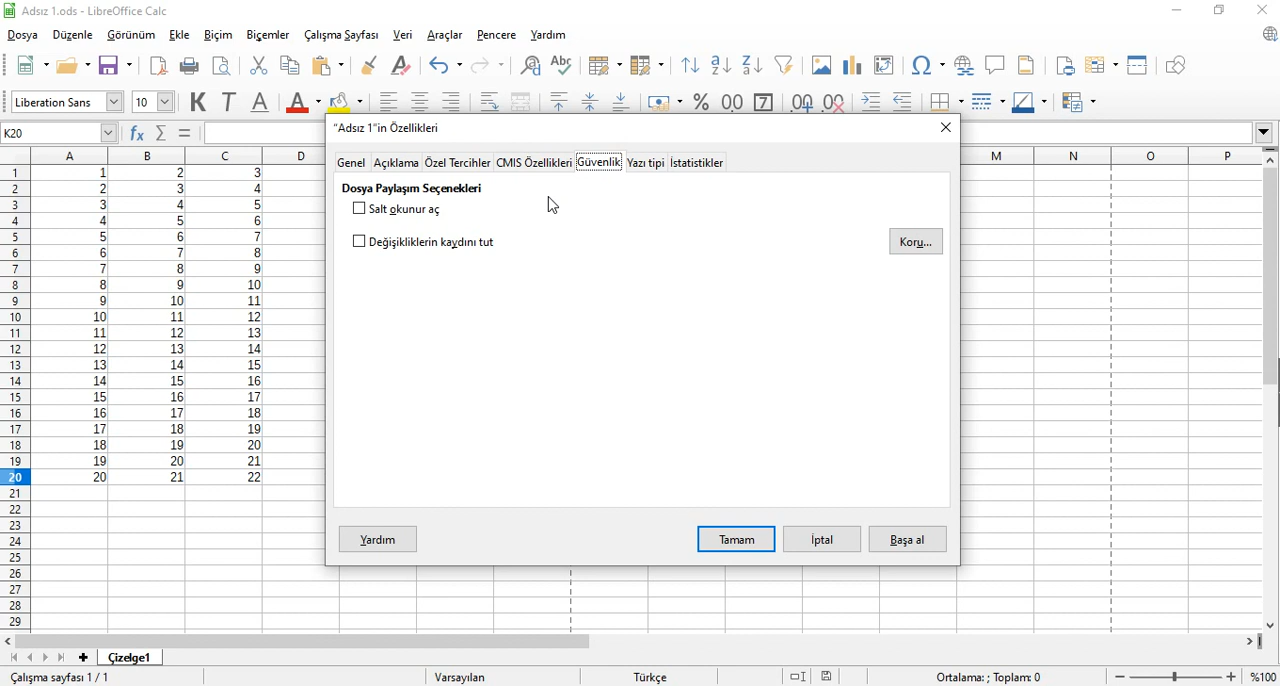 Adsız 1.ods - LibreOffice Calc
Dosya Düzenle Görünüm Ekle Biçim Biçemler Çalışma Sayfası Veri Araçlar Pencere Yardım
Liberation Sans 10 K T A
K20
"Adsız 1"in Özellikleri
Genel Açıklama Özel Tercihler CMIS Özellikleri Güvenlik Yazı tipi İstatistikler
Dosya Paylaşım Seçenekleri
Salt okunur aç
Değişikliklerin kaydını tut Koru...
Yardım Tamam İptal Başa al
A B C D M N O P
1 1 2 3
2 2 3 4
3 3 4 5
4 4 5 6
5 5 6 7
6 6 7 8
7 7 8 9
8 8 9 10
9 9 10 11
10 10 11 12
11 11 12 13
12 12 13 14
13 13 14 15
14 14 15 16
15 15 16 17
16 16 17 18
17 17 18 19
18 18 19 20
19 19 20 21
20 20 21 22
21
22
23
24
25
26
27
28
29
Çizelge1
Çalışma sayfası 1 / 1 Varsayılan Türkçe Ortalama: ; Toplam: 0 %100